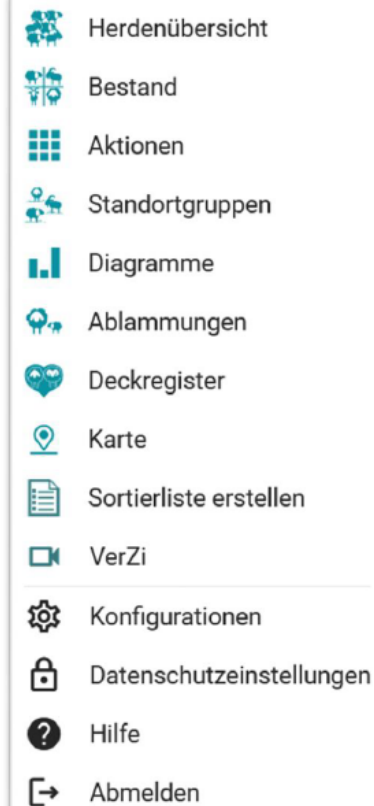 Herdenübersicht
Bestand
Aktionen
Standortgruppen
Diagramme
Ablammungen
Deckregister
Karte
Sortierliste erstellen
VerZi
Konfigurationen
Datenschutzeinstellungen
Hilfe
Abmelden